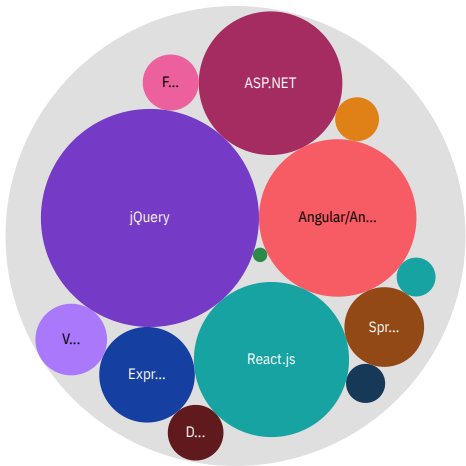 F...
ASP.NET
jQuery
Angular/An...
V...
Expr...
React.js
Spr...
D...